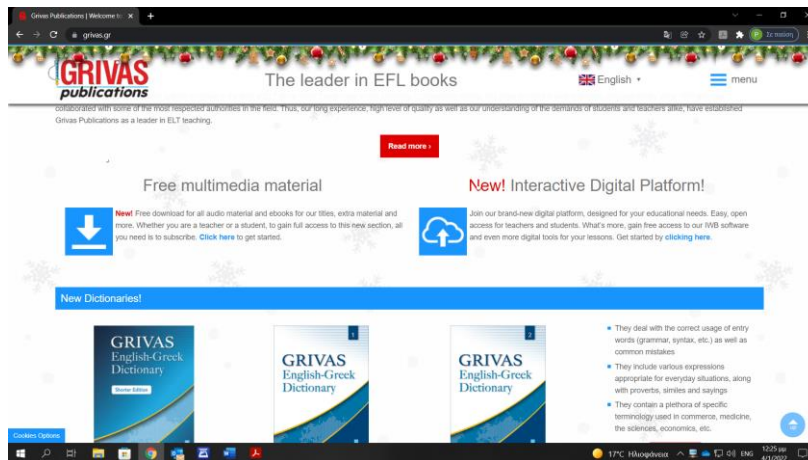 Grivas Publications | Welcome to
grivas.gr
GRIVAS
publications
The leader in EFL books
English
menu
collaborated with some of the most respected authorities in the field. Thus, our long experience, high level of quality as well as our understanding of the demands of students and teachers alike, have established
Grivas Publications as a leader in ELT teaching.
Read more ›
Free multimedia material
New! Free download for all audio material and ebooks for our titles, extra material and
more. Whether you are a teacher or a student, to gain full access to this new section, all
you need is to subscribe. Click here to get started.
New! Interactive Digital Platform!
Join our brand-new digital platform, designed for your educational needs. Easy, open
access for teachers and students. What's more, gain free access to our IWB software
and even more digital tools for your lessons. Get started by clicking here.
New Dictionaries!
GRIVAS
English-Greek
Dictionary
Shorter Edition
1
GRIVAS
English-Greek
Dictionary
2
GRIVAS
English-Greek
Dictionary
They deal with the correct usage of entry
words (grammar, syntax, etc.) as well as
common mistakes
They include various expressions
appropriate for everyday situations, along
with proverbs, similes and sayings
They contain a plethora of specific
terminology used in commerce, medicine,
the sciences, economics, etc.
Cookies Options
17°C Ηλιοφάνεια
ENG
12:25 μμ
4/1/2022